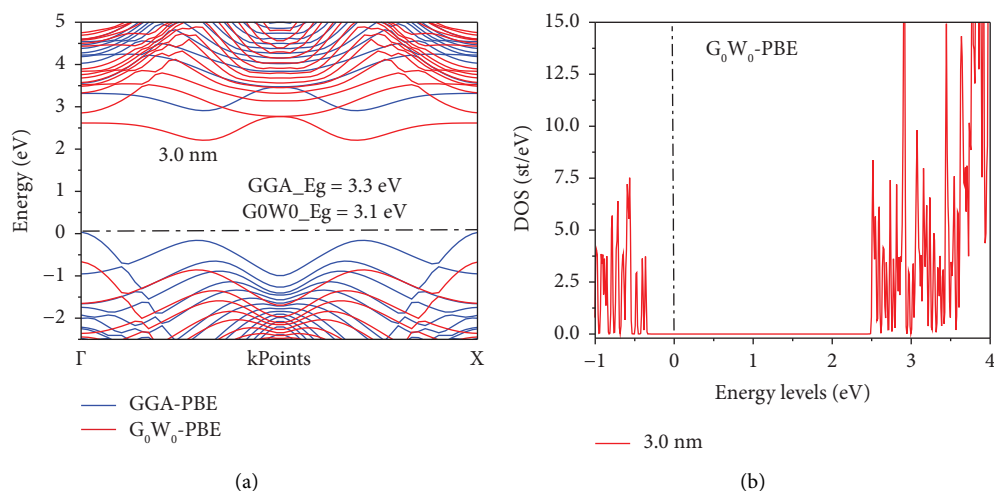 5
4
3
2
1
0
−1
−2
Energy (eV)
3.0 nm
GGA_Eg = 3.3 eV
G0W0_Eg = 3.1 eV
Γ
kPoints
X
GGA-PBE
G₀W₀-PBE
(a)
15.0
12.5
10.0
7.5
5.0
2.5
0.0
DOS (st/eV)
G₀W₀-PBE
−1
0
1
2
3
4
Energy levels (eV)
3.0 nm
(b)